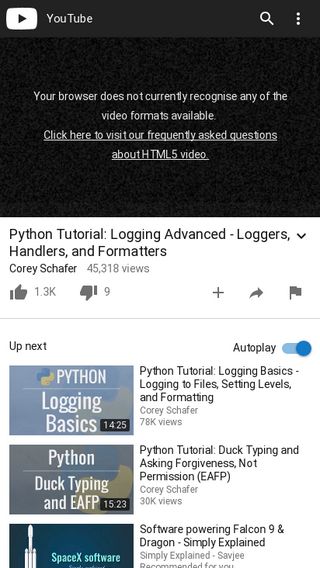 YouTube
Your browser does not currently recognise any of the
video formats available.
Click here to visit our frequently asked questions
about HTML5 video.
Python Tutorial: Logging Advanced - Loggers,
Handlers, and Formatters
Corey Schafer 45,318 views
1.3K 9
Up next Autoplay
PYTHON
Logging
Basics
14:25
Python Tutorial: Logging Basics -
Logging to Files, Setting Levels,
and Formatting
Corey Schafer
78K views
Python
Duck Typing
and EAFP
15:23
Python Tutorial: Duck Typing and
Asking Forgiveness, Not
Permission (EAFP)
Corey Schafer
30K views
SpaceX software
Software powering Falcon 9 &
Dragon - Simply Explained
Simply Explained - Savjee
Recommended for you